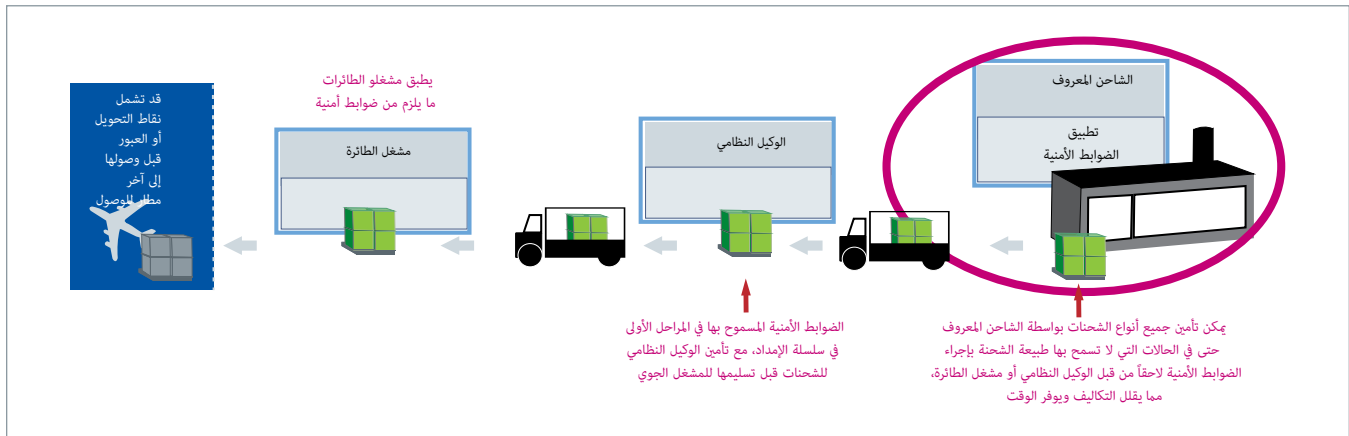 الشاحن المعروف
تطبيق
الضوابط الأمنية
يمكن تأمين جميع أنواع الشحنات بواسطة الشاحن المعروف
حتى في الحالات التي لا تسمح بها طبيعة الشحنة بإجراء
الضوابط الأمنية لاحقاً من قبل الوكيل النظامي أو مشغل الطائرة،
مما يقلل التكاليف ويوفر الوقت
الوكيل النظامي
الضوابط الأمنية المسموح بها في المراحل الأولى
في سلسلة الإمداد، مع تأمين الوكيل النظامي
للشحنات قبل تسليمها للمشغل الجوي
يطبق مشغلو الطائرات
ما يلزم من ضوابط أمنية
مشغل الطائرة
قد تشمل
نقاط التحويل
أو العبور
قبل وصولها
إلى آخر
مطار للوصول